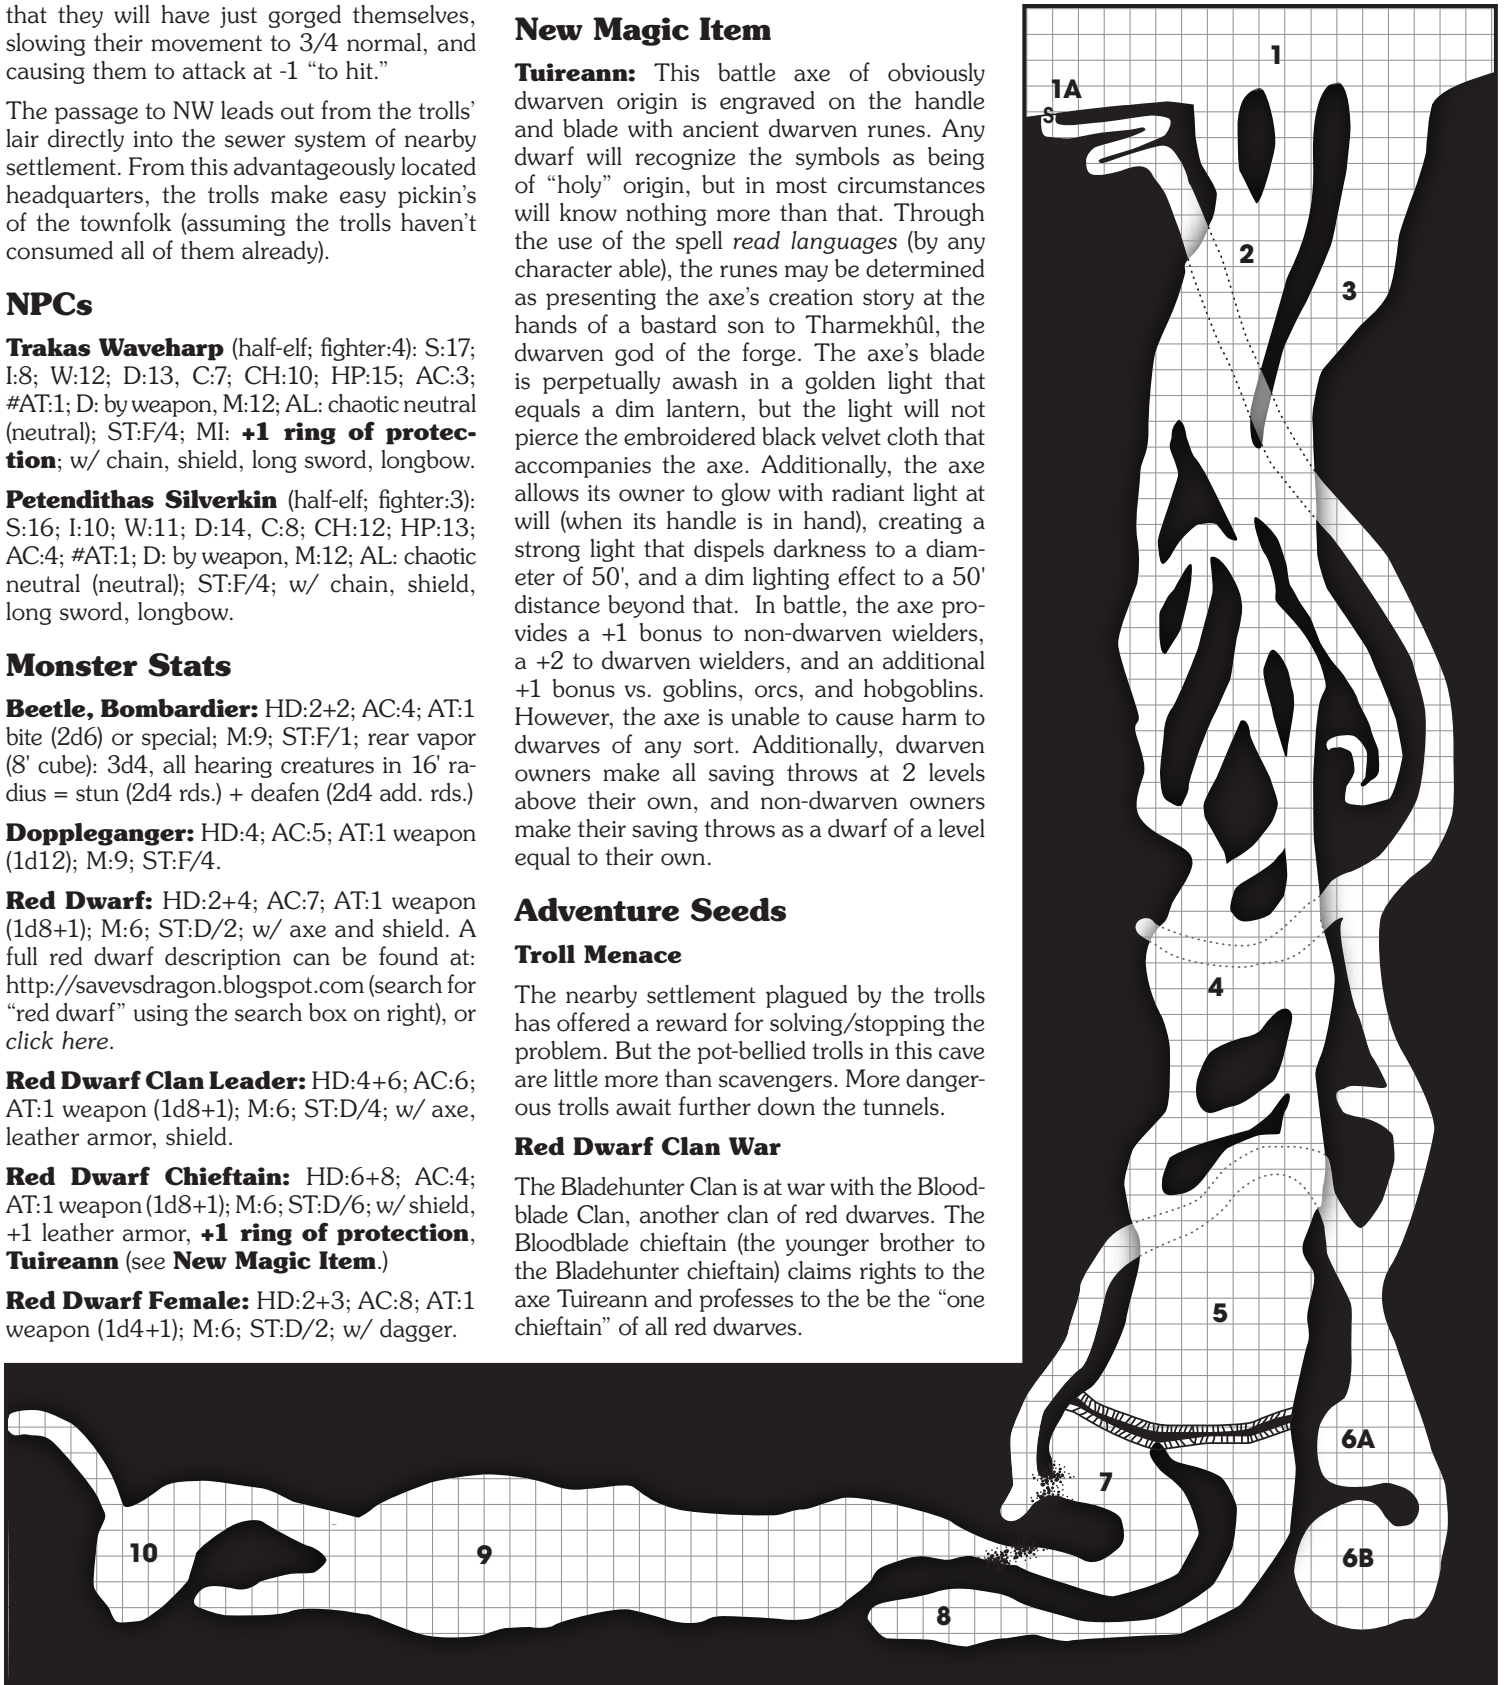 that they will have just gorged themselves,
slowing their movement to 3/4 normal, and
causing them to attack at -1 “to hit.”
The passage to NW leads out from the trolls’
lair directly into the sewer system of nearby
settlement. From this advantageously located
headquarters, the trolls make easy pickin’s
of the townfolk (assuming the trolls haven’t
consumed all of them already).
NPCs
Trakas Waveharp (half-elf; fighter:4): S:17;
I:8; W:12; D:13, C:7; CH:10; HP:15; AC:3;
#AT:1; D: by weapon, M:12; AL: chaotic neutral
(neutral); ST:F/4; MI: +1 ring of protec-
tion; w/ chain, shield, long sword, longbow.
Petendithas Silverkin (half-elf; fighter:3):
S:16; I:10; W:11; D:14, C:8; CH:12; HP:13;
AC:4; #AT:1; D: by weapon, M:12; AL: chaotic
neutral (neutral); ST:F/4; w/ chain, shield,
long sword, longbow.
Monster Stats
Beetle, Bombardier: HD:2+2; AC:4; AT:1
bite (2d6) or special; M:9; ST:F/1; rear vapor
(8' cube): 3d4, all hearing creatures in 16' ra-
dius = stun (2d4 rds.) + deafen (2d4 add. rds.)
Doppleganger: HD:4; AC:5; AT:1 weapon
(1d12); M:9; ST:F/4.
Red Dwarf: HD:2+4; AC:7; AT:1 weapon
(1d8+1); M:6; ST:D/2; w/ axe and shield. A
full red dwarf description can be found at:
http://savevsdragon.blogspot.com (search for
“red dwarf” using the search box on right), or
click here.
Red Dwarf Clan Leader: HD:4+6; AC:6;
AT:1 weapon (1d8+1); M:6; ST:D/4; w/ axe,
leather armor, shield.
Red Dwarf Chieftain: HD:6+8; AC:4;
AT:1 weapon (1d8+1); M:6; ST:D/6; w/ shield,
+1 leather armor, +1 ring of protection,
Tuireann (see New Magic Item.)
Red Dwarf Female: HD:2+3; AC:8; AT:1
weapon (1d4+1); M:6; ST:D/2; w/ dagger.
New Magic Item
Tuireann: This battle axe of obviously
dwarven origin is engraved on the handle
and blade with ancient dwarven runes. Any
dwarf will recognize the symbols as being
of “holy” origin, but in most circumstances
will know nothing more than that. Through
the use of the spell read languages (by any
character able), the runes may be determined
as presenting the axe’s creation story at the
hands of a bastard son to Tharmekhûl, the
dwarven god of the forge. The axe’s blade
is perpetually awash in a golden light that
equals a dim lantern, but the light will not
pierce the embroidered black velvet cloth that
accompanies the axe. Additionally, the axe
allows its owner to glow with radiant light at
will (when its handle is in hand), creating a
strong light that dispels darkness to a diam-
eter of 50', and a dim lighting effect to a 50'
distance beyond that. In battle, the axe pro-
vides a +1 bonus to non-dwarven wielders,
a +2 to dwarven wielders, and an additional
+1 bonus vs. goblins, orcs, and hobgoblins.
However, the axe is unable to cause harm to
dwarves of any sort. Additionally, dwarven
owners make all saving throws at 2 levels
above their own, and non-dwarven owners
make their saving throws as a dwarf of a level
equal to their own.
Adventure Seeds
Troll Menace
The nearby settlement plagued by the trolls
has offered a reward for solving/stopping the
problem. But the pot-bellied trolls in this cave
are little more than scavengers. More danger-
ous trolls await further down the tunnels.
Red Dwarf Clan War
The Bladehunter Clan is at war with the Blood-
blade Clan, another clan of red dwarves. The
Bloodblade chieftain (the younger brother to
the Bladehunter chieftain) claims rights to the
axe Tuireann and professes to the be the “one
chieftain” of all red dwarves.
1
1A
S
2
3
4
5
6A
7
10
9
6B
8